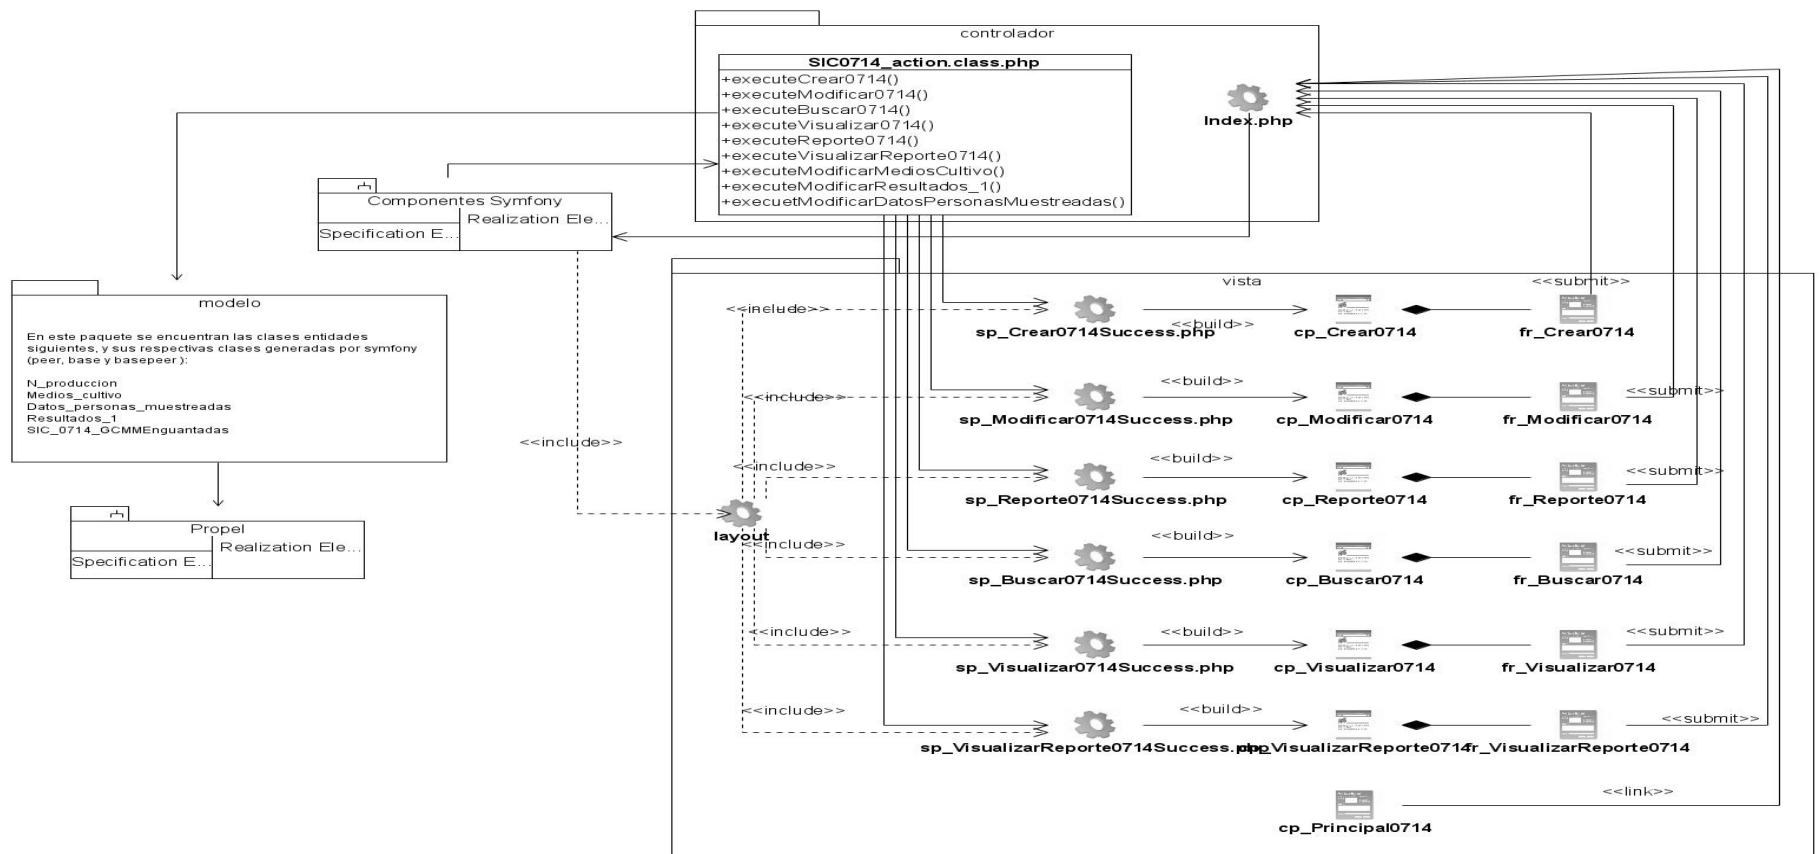 controlador
SIC0714_action.class.php
+executeCrear0714()
+executeModificar0714()
+executeBuscar0714()
+executeVisualizar0714()
+executeReporte0714()
+executeVisualizarReporte0714()
+executeModificarMediosCultivo()
+executeModificarResultados_1()
+execuetModificarDatosPersonasMuestreadas()
Index.php
Componentes Symfony
Realization Ele...
Specification E...
modelo
En este paquete se encuentran las clases entidades
siguientes, y sus respectivas clases generadas por symfony
(peer, base y basepeer ):
N_produccion
Medios_cultivo
Datos_personas_muestreadas
Resultados_1
SIC_0714_GCMMEnguantadas
Propel
Realization Ele...
Specification E...
<<include>>
layout
vista
<<include>>
<<build>>
<<submit>>
sp_Crear0714Success.php
cp_Crear0714
fr_Crear0714
<<include>>
<<build>>
<<submit>>
sp_Modificar0714Success.php
cp_Modificar0714
fr_Modificar0714
<<include>>
<<build>>
<<submit>>
sp_Reporte0714Success.php
cp_Reporte0714
fr_Reporte0714
<<include>>
<<build>>
<<submit>>
sp_Buscar0714Success.php
cp_Buscar0714
fr_Buscar0714
<<include>>
<<build>>
<<submit>>
sp_Visualizar0714Success.php
cp_Visualizar0714
fr_Visualizar0714
<<include>>
<<build>>
<<submit>>
sp_VisualizarReporte0714Success.php
cp_VisualizarReporte0714
fr_VisualizarReporte0714
<<link>>
cp_Principal0714